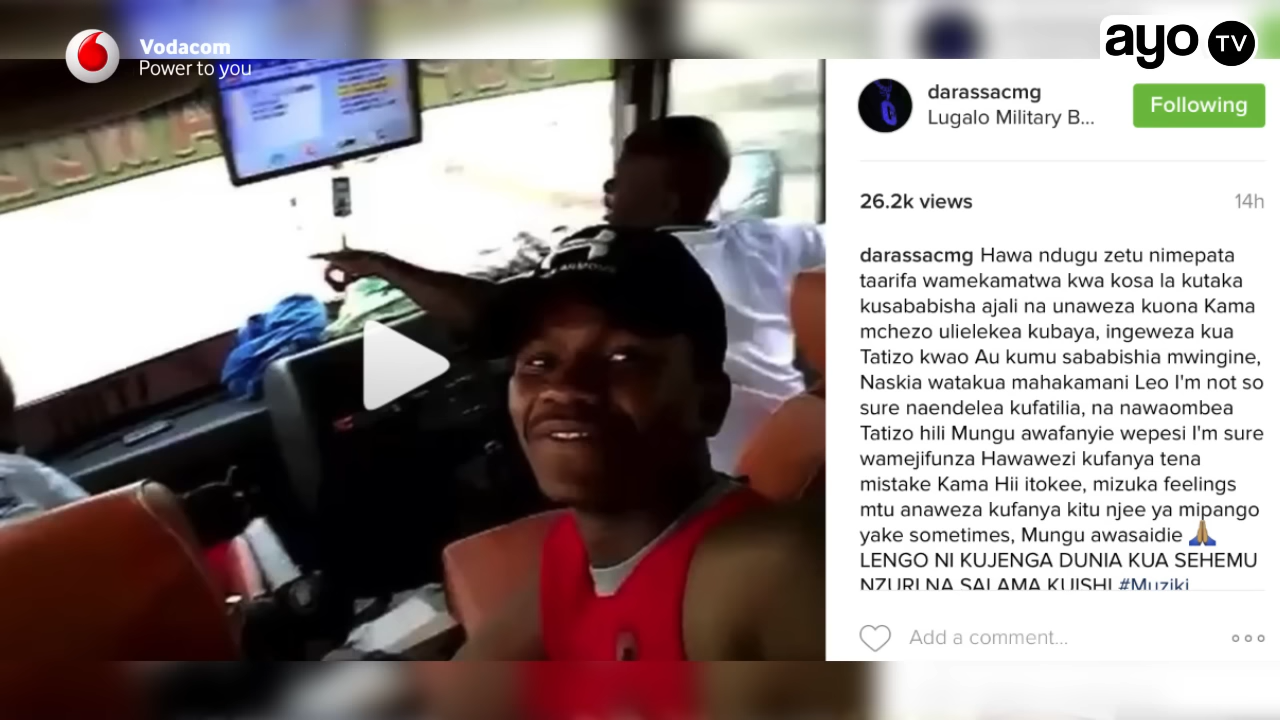 Vodacom
Power to you
ayo TV
darassacmg
Lugalo Military B...
Following
26.2k views
14h
darassacmg Hawa ndugu zetu nimepata
taarifa wamekamatwa kwa kosa la kutaka
kusababisha ajali na unaweza kuona Kama
mchezo ulielekea kubaya, ingeweza kua
Tatizo kwao Au kumu sababishia mwingine,
Naskia watakua mahakamani Leo I'm not so
sure naendelea kufatilia, na nawaombea
Tatizo hili Mungu awafanyie wepesi I'm sure
wamejifunza Hawawezi kufanya tena
mistake Kama Hii itokee, mizuka feelings
mtu anaweza kufanya kitu njee ya mipango
yake sometimes, Mungu awasaidie 🙏🏽
LENGO NI KUJENGA DUNIA KUA SEHEMU
NZURI NA SALAMA KUISHI #Muziki
Add a comment...